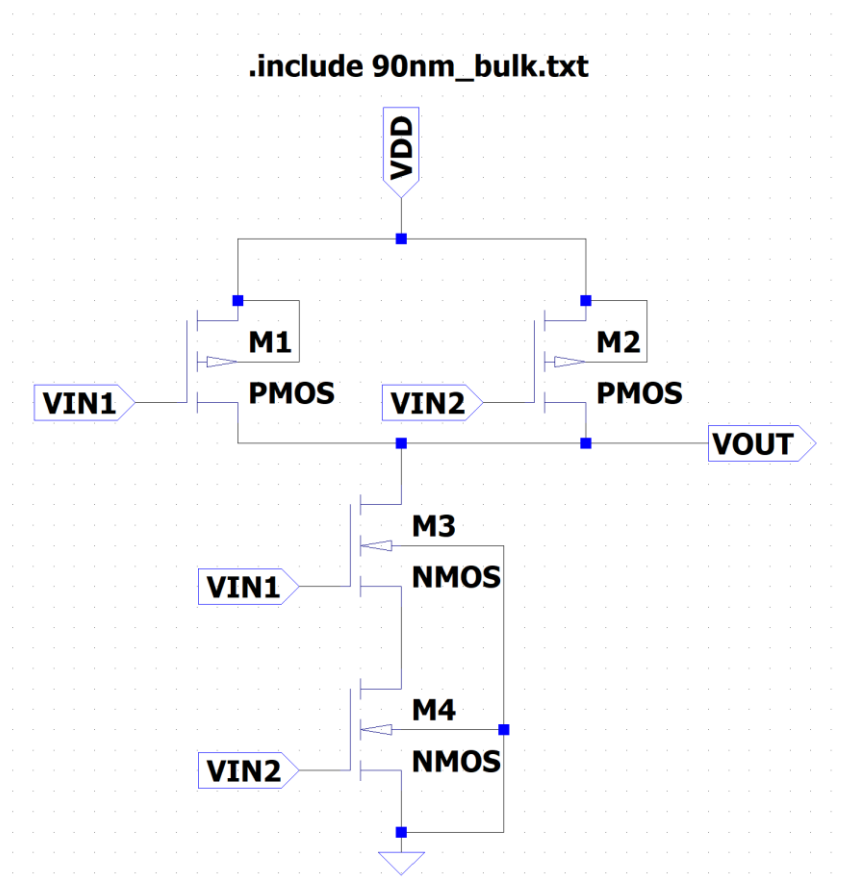 .include 90nm_bulk.txt
VDD
M1
M2
VIN1
PMOS
VIN2
PMOS
VOUT
M3
VIN1
NMOS
M4
VIN2
NMOS